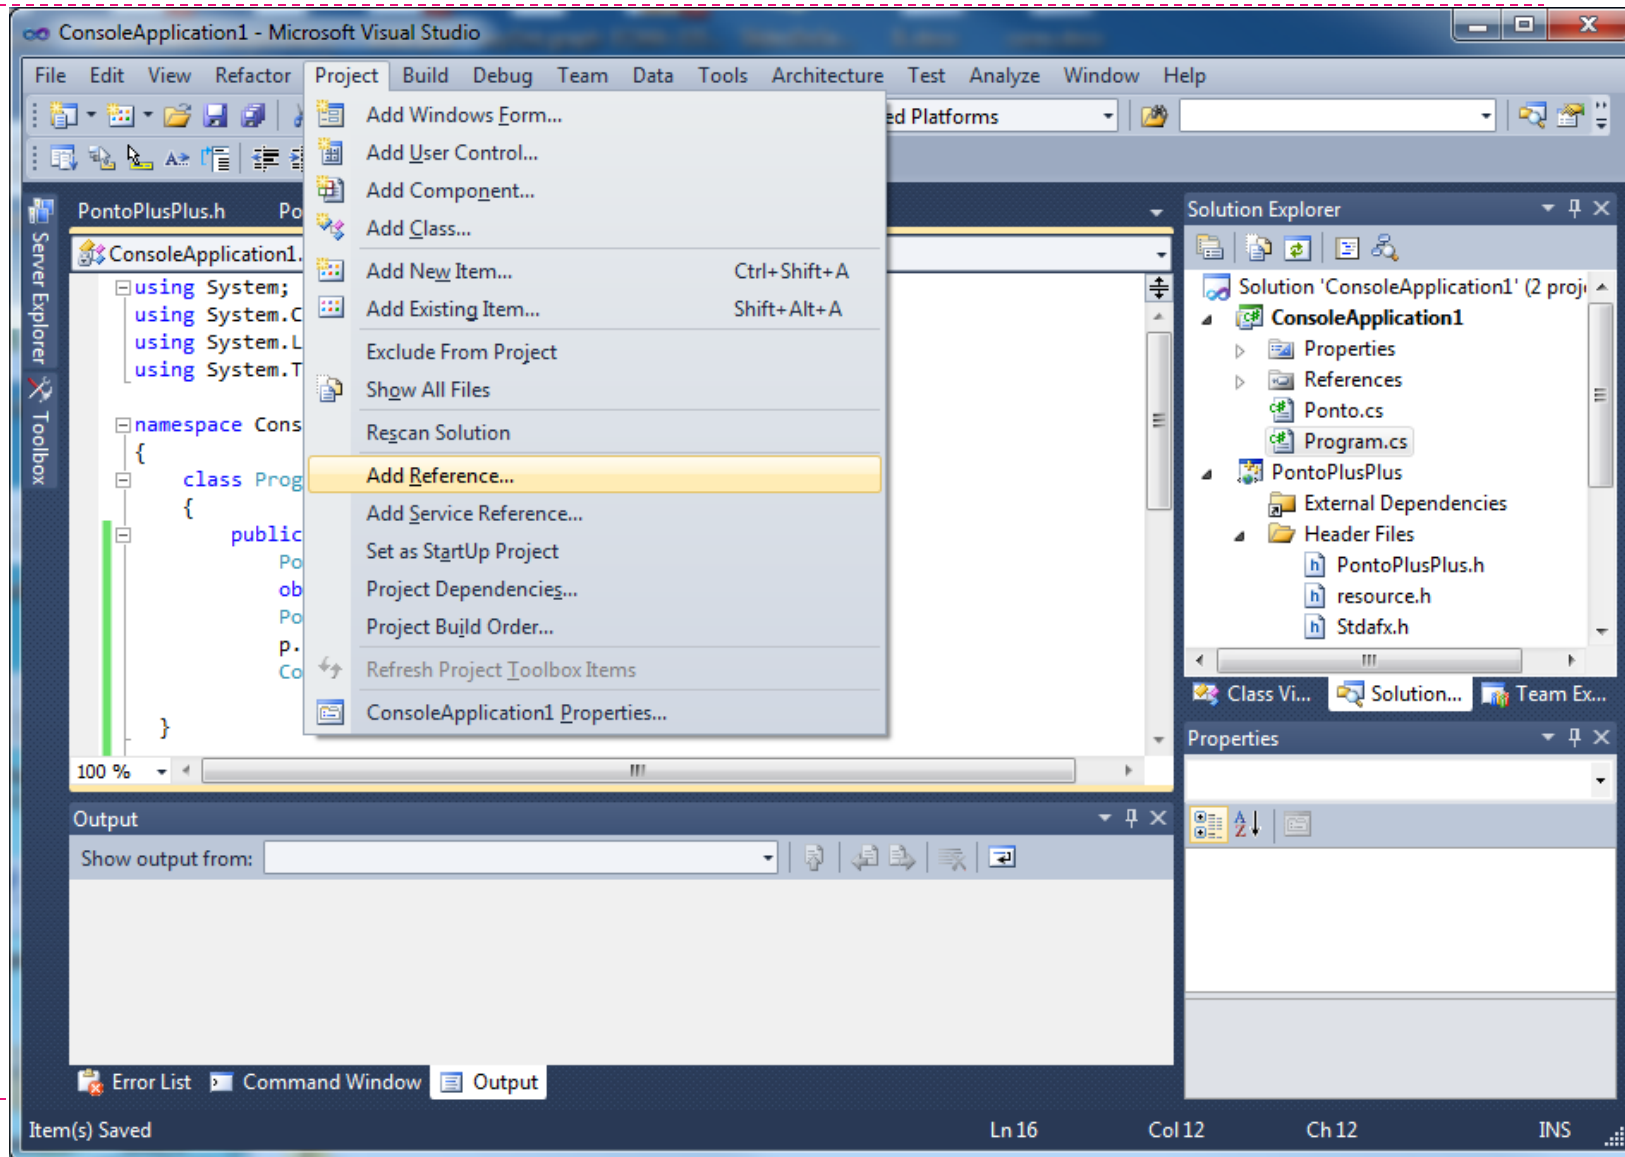 ConsoleApplication1 - Microsoft Visual Studio
File Edit View Refactor Project Build Debug Team Data Tools Architecture Test Analyze Window Help
ed Platforms
Server Explorer
Toolbox
PontoPlusPlus.h Po
ConsoleApplication1.
using System;
using System.C
using System.L
using System.T
namespace Cons
{
class Prog
{
public
Po
ob
Po
p.
Co
}
100 %
Add Windows Form...
Add User Control...
Add Component...
Add Class...
Add New Item... Ctrl+Shift+A
Add Existing Item... Shift+Alt+A
Exclude From Project
Show All Files
Rescan Solution
Add Reference...
Add Service Reference...
Set as StartUp Project
Project Dependencies...
Project Build Order...
Refresh Project Toolbox Items
ConsoleApplication1 Properties...
Solution Explorer
Solution 'ConsoleApplication1' (2 proj
ConsoleApplication1
Properties
References
Ponto.cs
Program.cs
PontoPlusPlus
External Dependencies
Header Files
PontoPlusPlus.h
resource.h
Stdafx.h
Class Vi... Solution... Team Ex...
Properties
Output
Show output from:
Error List Command Window Output
Item(s) Saved Ln 16 Col 12 Ch 12 INS